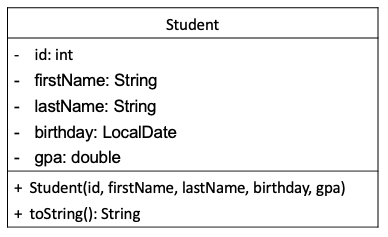 Student
- id: int
- firstName: String
- lastName: String
- birthday: LocalDate
- gpa: double
+ Student(id, firstName, lastName, birthday, gpa)
+ toString(): String